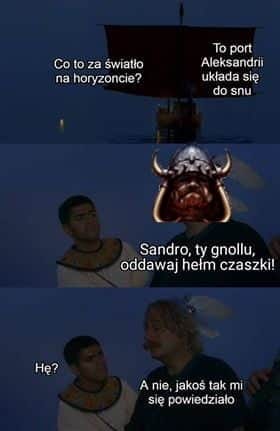 Co to za światło
na horyzoncie?
To port
Aleksandrii
układa się
do snu
Sandro, ty gnollu,
oddawaj hełm czaszki!
Hę?
A nie, jakoś tak mi
się powiedziało